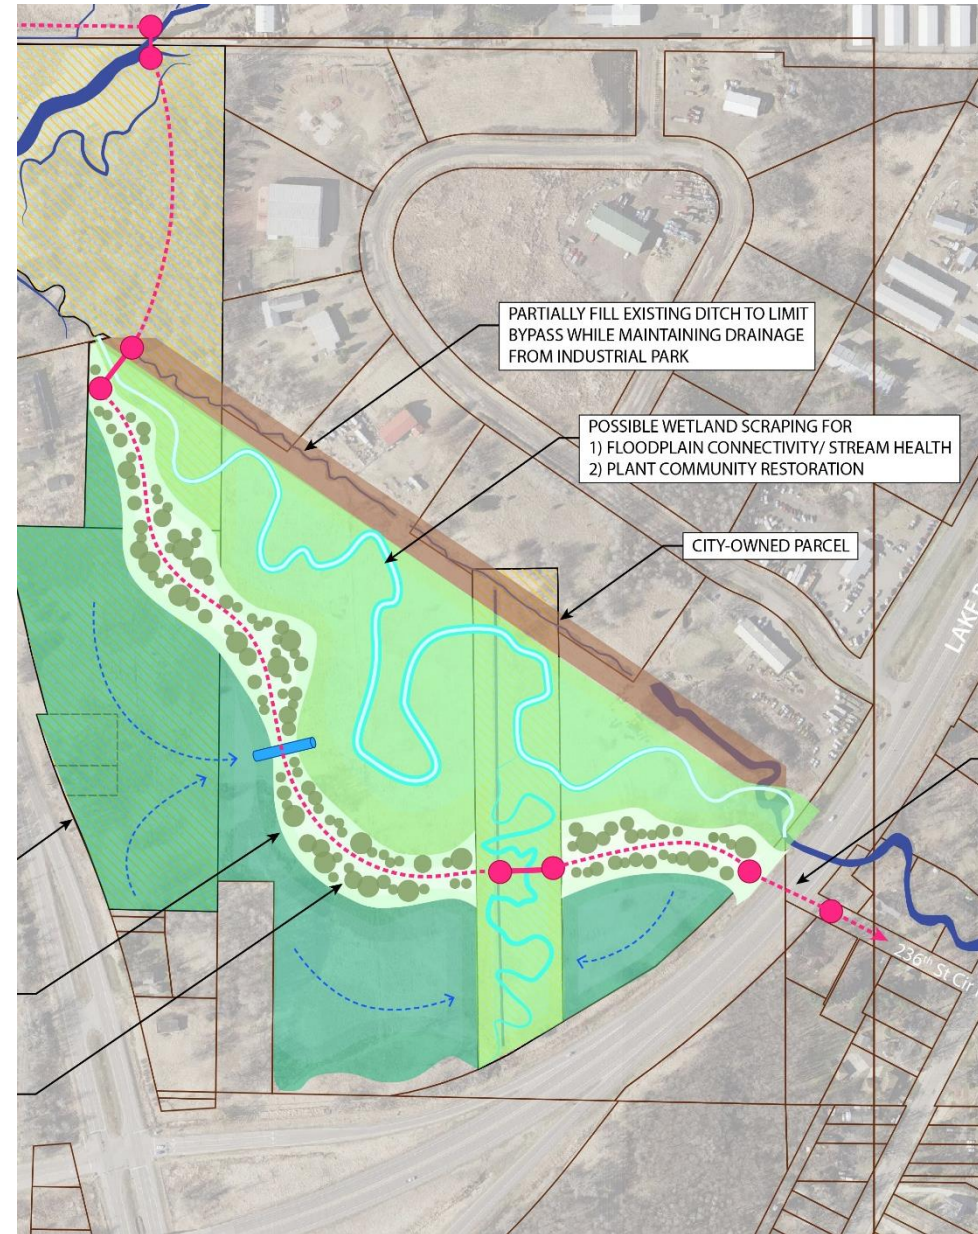 PARTIALLY FILL EXISTING DITCH TO LIMIT
BYPASS WHILE MAINTAINING DRAINAGE
FROM INDUSTRIAL PARK
POSSIBLE WETLAND SCRAPING FOR
1) FLOODPLAIN CONNECTIVITY/ STREAM HEALTH
2) PLANT COMMUNITY RESTORATION
CITY-OWNED PARCEL
236th St Cir